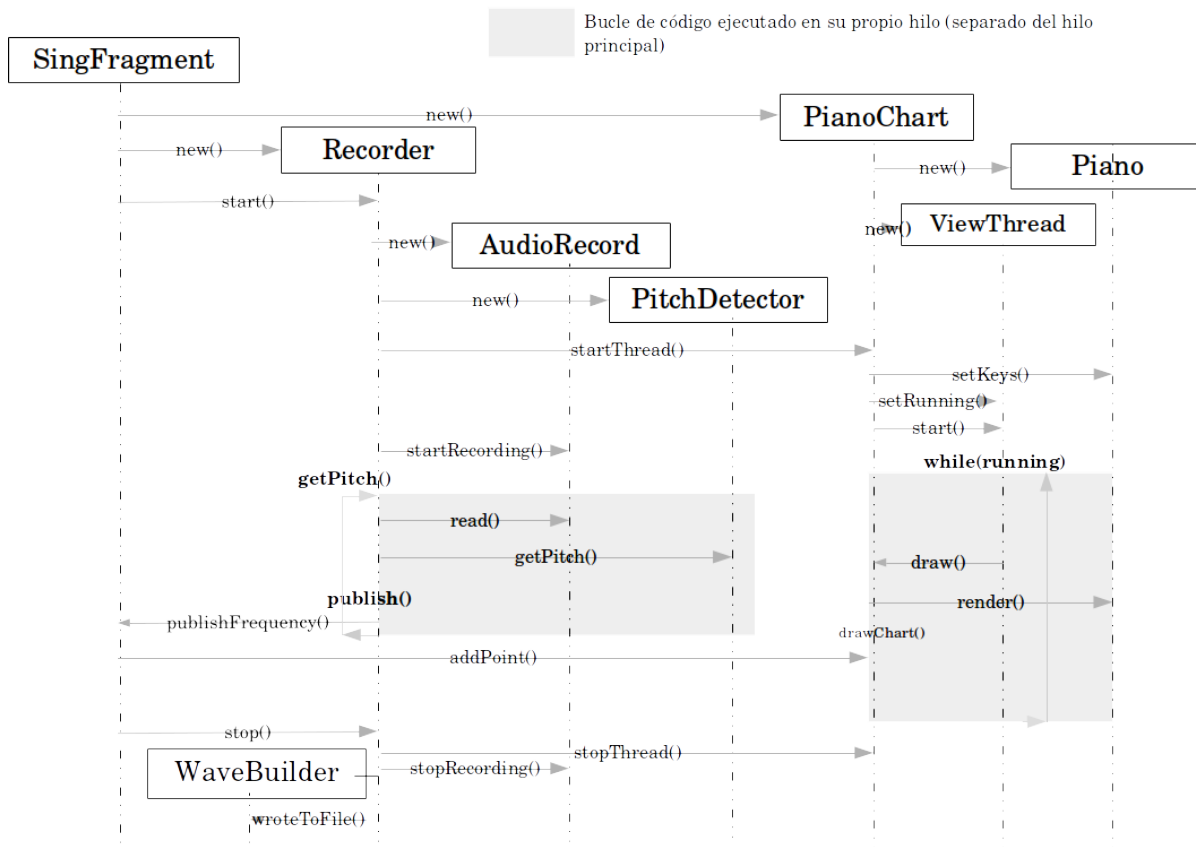 Bucle de código ejecutado en su propio hilo (separado del hilo
principal)
SingFragment
new()
PianoChart
new()
Recorder
new()
Piano
start()
new()
ViewThread
new()
AudioRecord
new()
PitchDetector
startThread()
setKeys()
setRunning()
start()
startRecording()
while(running)
getPitch()
read()
getPitch()
draw()
publish()
render()
publishFrequency()
drawChart()
addPoint()
stop()
stopThread()
WaveBuilder
stopRecording()
wroteToFile()